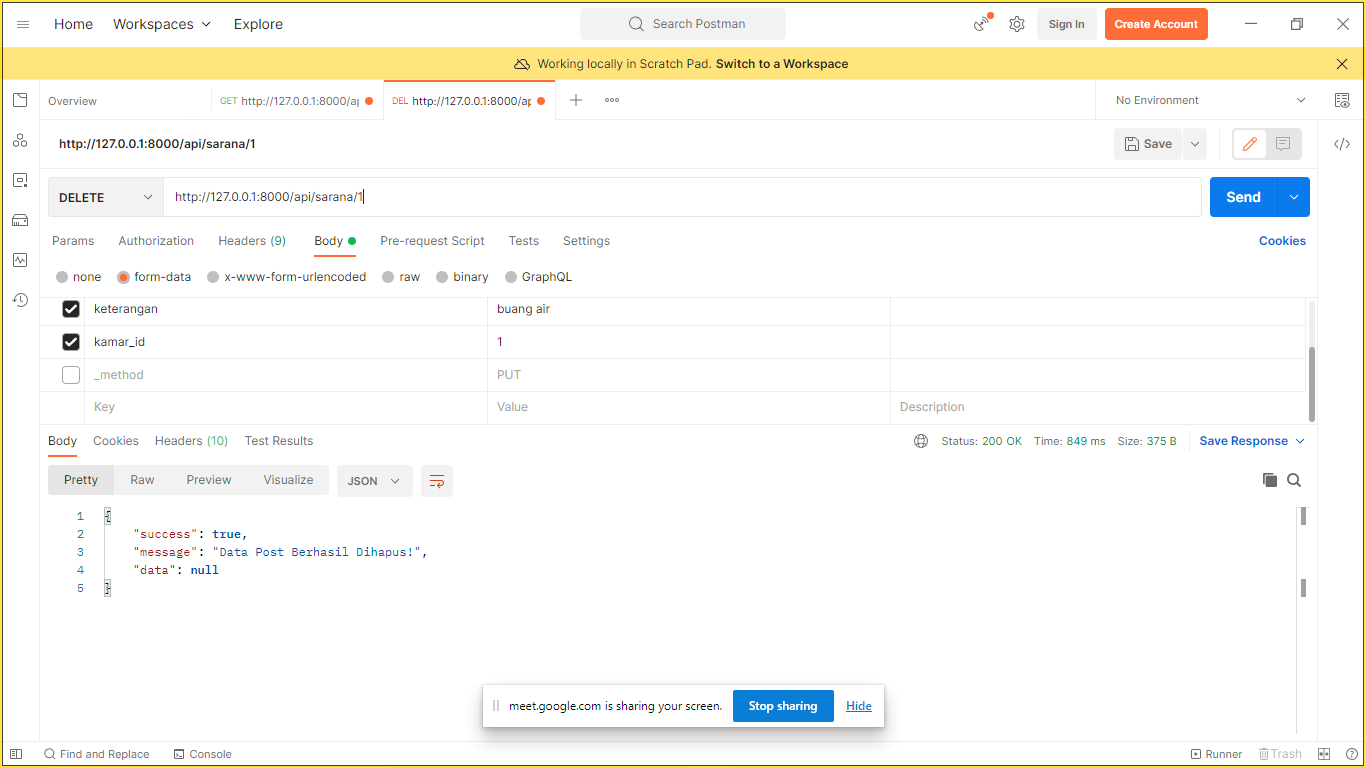 Home Workspaces Explore Search Postman Sign In Create Account
Working locally in Scratch Pad. Switch to a Workspace
Overview GET http://127.0.0.1:8000/ap DEL http://127.0.0.1:8000/ap No Environment
http://127.0.0.1:8000/api/sarana/1 Save
DELETE http://127.0.0.1:8000/api/sarana/1 Send
Params Authorization Headers (9) Body Pre-request Script Tests Settings Cookies
none form-data x-www-form-urlencoded raw binary GraphQL
keterangan buang air
kamar_id 1
_method PUT
Key Value Description
Body Cookies Headers (10) Test Results Status: 200 OK Time: 849 ms Size: 375 B Save Response
Pretty Raw Preview Visualize JSON
1 {
2 "success": true,
3 "message": "Data Post Berhasil Dihapus!",
4 "data": null
5 }
meet.google.com is sharing your screen. Stop sharing Hide
Find and Replace Console Runner Trash